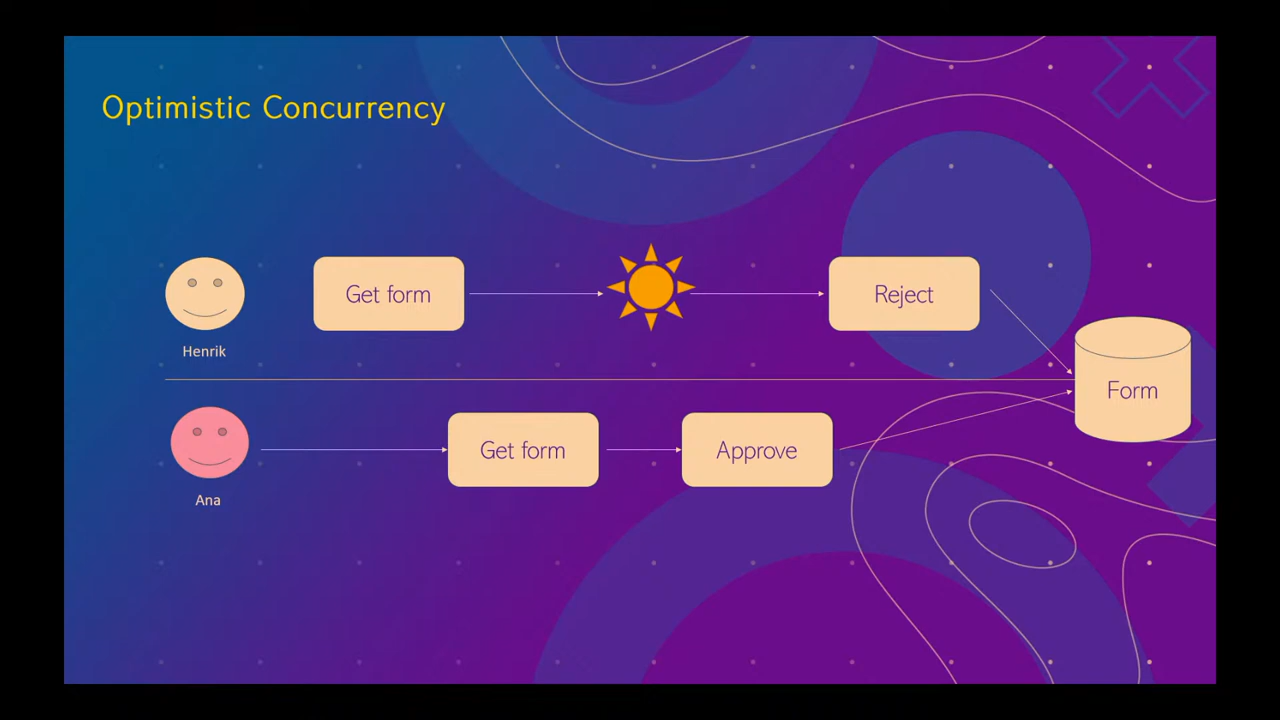 Optimistic Concurrency
Get form
Reject
Henrik
Form
Get form
Approve
Ana